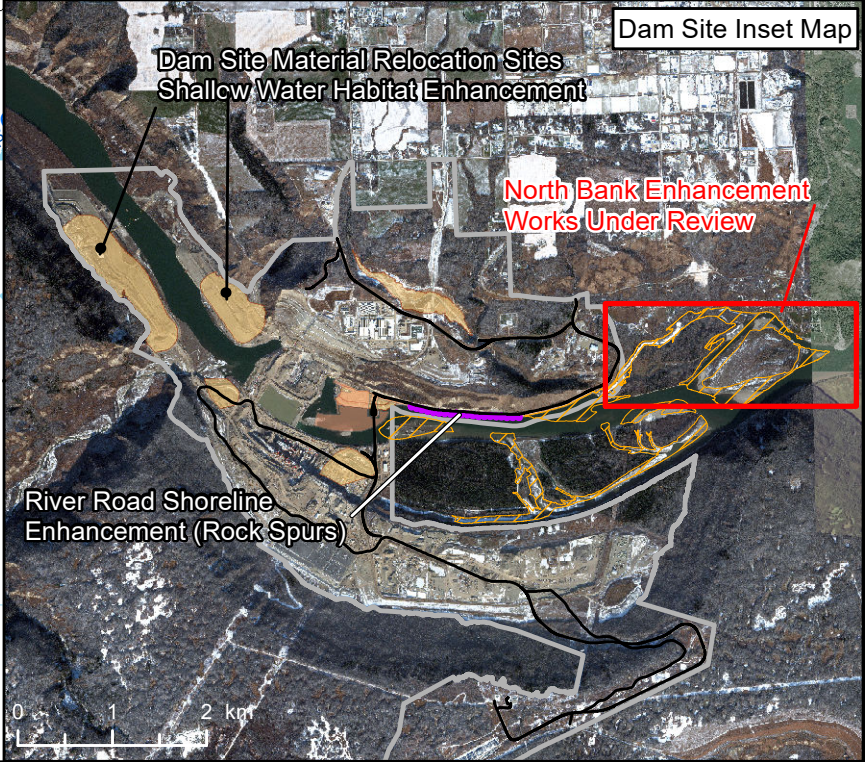 Dam Site Inset Map
Dam Site Material Relocation Sites
Shallow Water Habitat Enhancement
North Bank Enhancement
Works Under Review
River Road Shoreline
Enhancement (Rock Spurs)
0 1 2 km